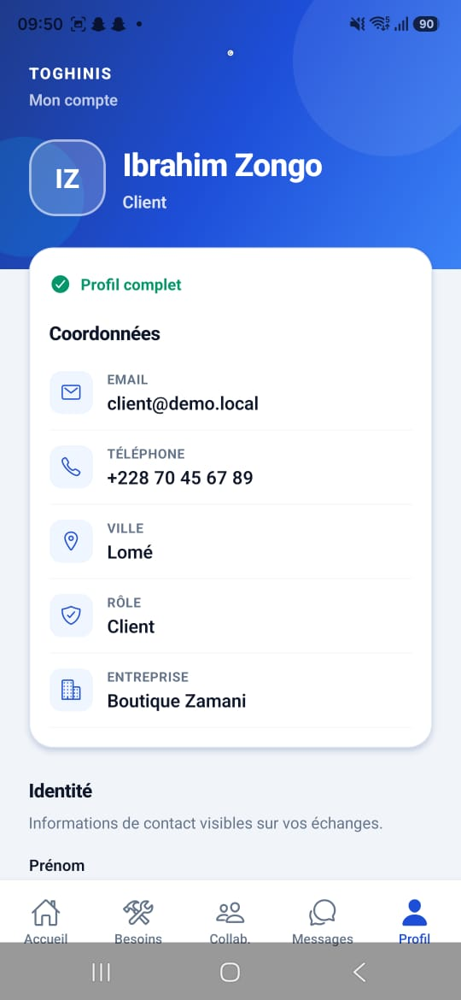 09:50
90
TOGHINIS
Mon compte
IZ
Ibrahim Zongo
Client
Profil complet
Coordonnées
EMAIL
client@demo.local
TÉLÉPHONE
+228 70 45 67 89
VILLE
Lomé
RÔLE
Client
ENTREPRISE
Boutique Zamani
Identité
Informations de contact visibles sur vos échanges.
Prénom
Accueil
Besoins
Collab.
Messages
Profil